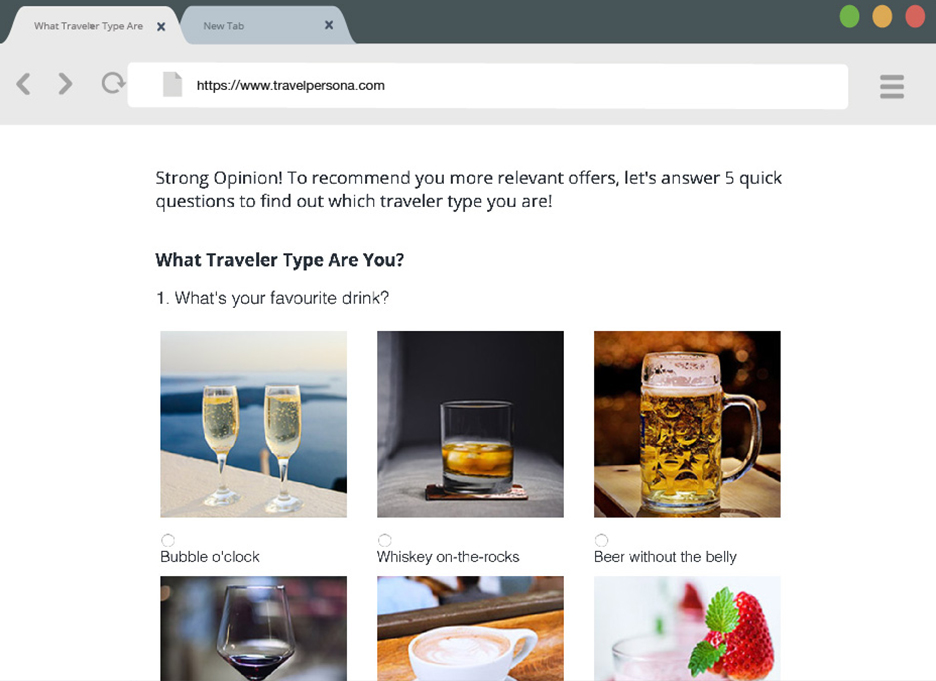 What Traveler Type Are
New Tab
https://www.travelpersona.com
Strong Opinion! To recommend you more relevant offers, let's answer 5 quick
questions to find out which traveler type you are!
What Traveler Type Are You?
1. What's your favourite drink?
Bubble o'clock
Whiskey on-the-rocks
Beer without the belly